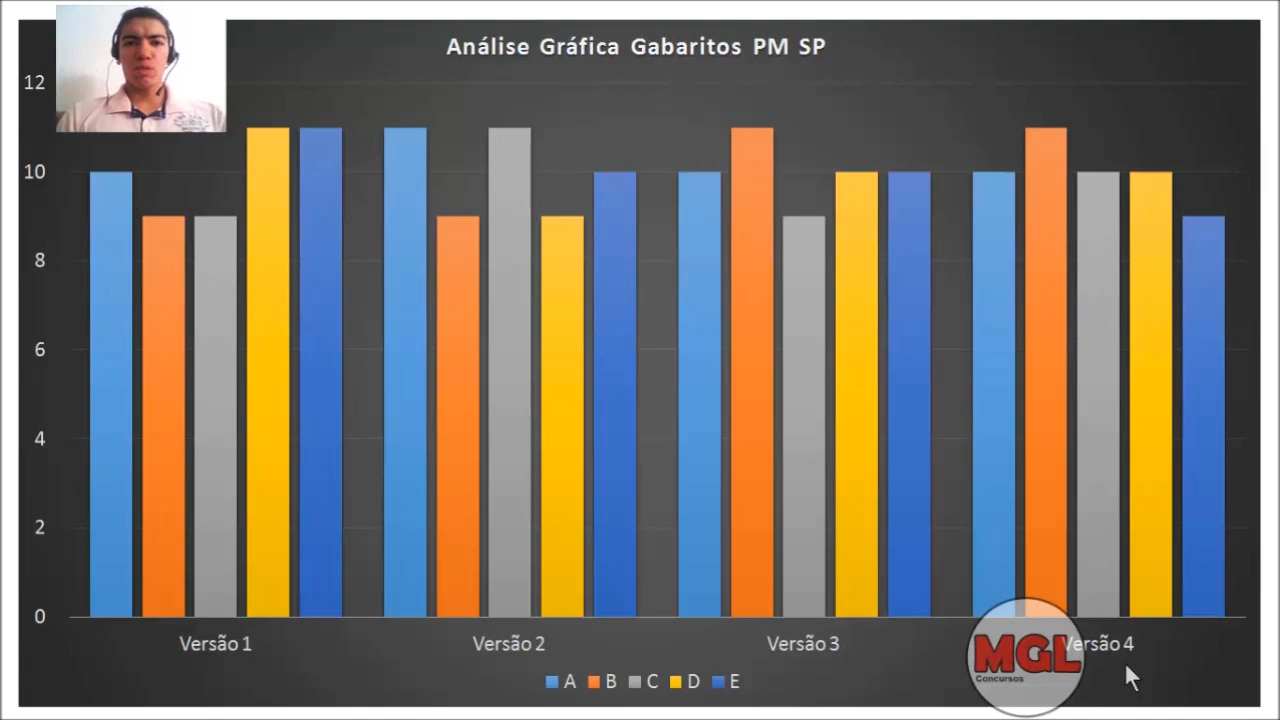 Análise Gráfica Gabaritos PM SP
12
10
8
6
4
2
0
Versão 1
Versão 2
Versão 3
Versão 4
A
B
C
D
E
MGL
Concursos